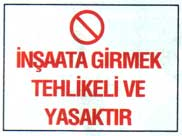 İNŞAATA GİRMEK
TEHLİKELİ VE
YASAKTIR